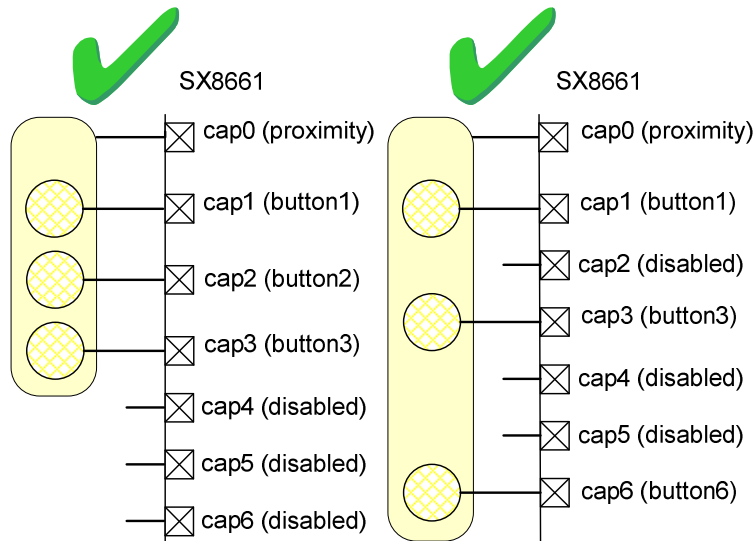 SX8661
cap0 (proximity)
cap1 (button1)
cap2 (button2)
cap3 (button3)
cap4 (disabled)
cap5 (disabled)
cap6 (disabled)
SX8661
cap0 (proximity)
cap1 (button1)
cap2 (disabled)
cap3 (button3)
cap4 (disabled)
cap5 (disabled)
cap6 (button6)